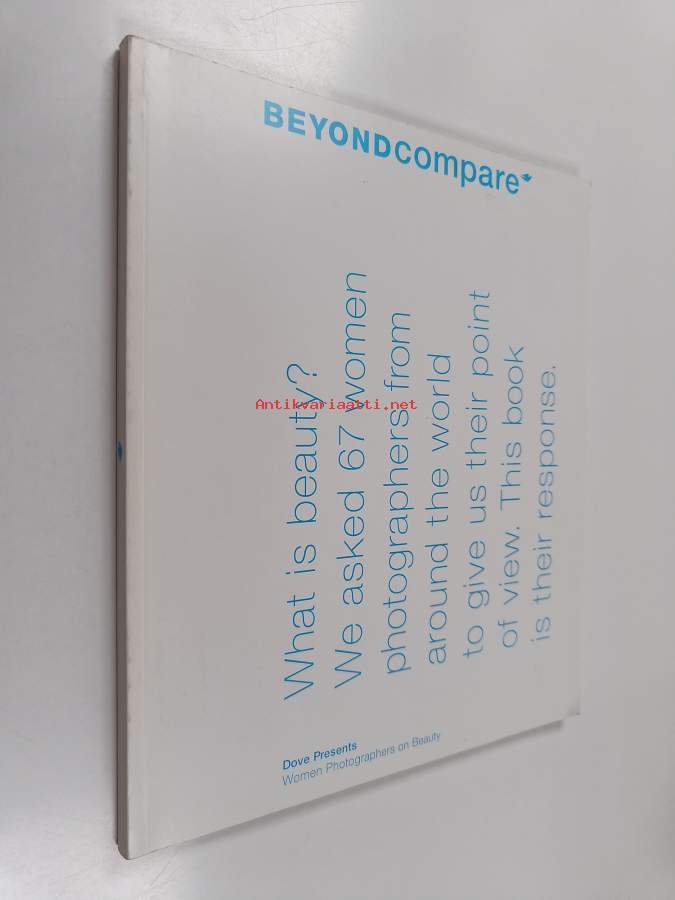 BEYONDcompare
What is beauty?
We asked 67 women
photographers from
around the world
to give us their point
of view. This book
is their response.
Dove Presents
Women Photographers on Beauty
Antikvariaatti.net